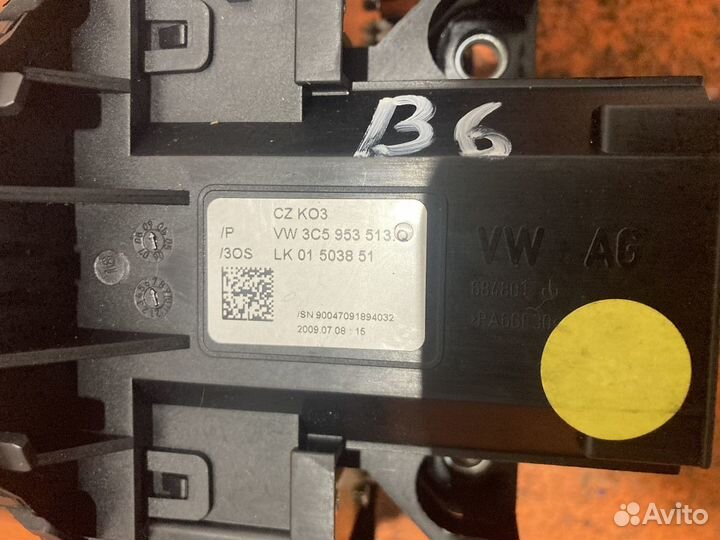 B6
CZ KO3
/P VW 3C5 953 513.Q
/3OS LK 01 5038 51
/SN 90047091894032
2009.07.08 : 15
VW AG
Avito